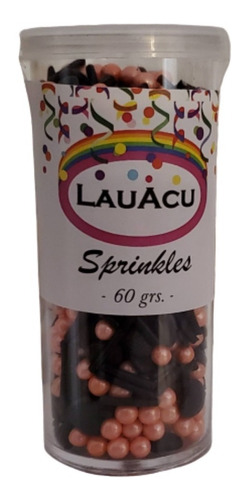 LAUACU
Sprinkles
- 60 grs. -